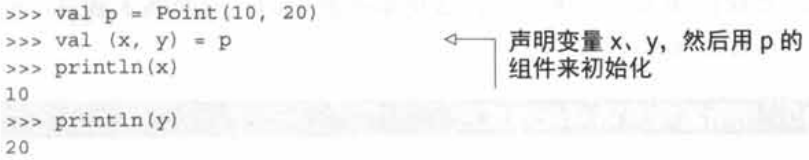 >>> val p = Point(10, 20)
>>> val (x, y) = p
声明变量 x、y，然后用 p 的
组件来初始化
>>> println(x)
10
>>> println(y)
20